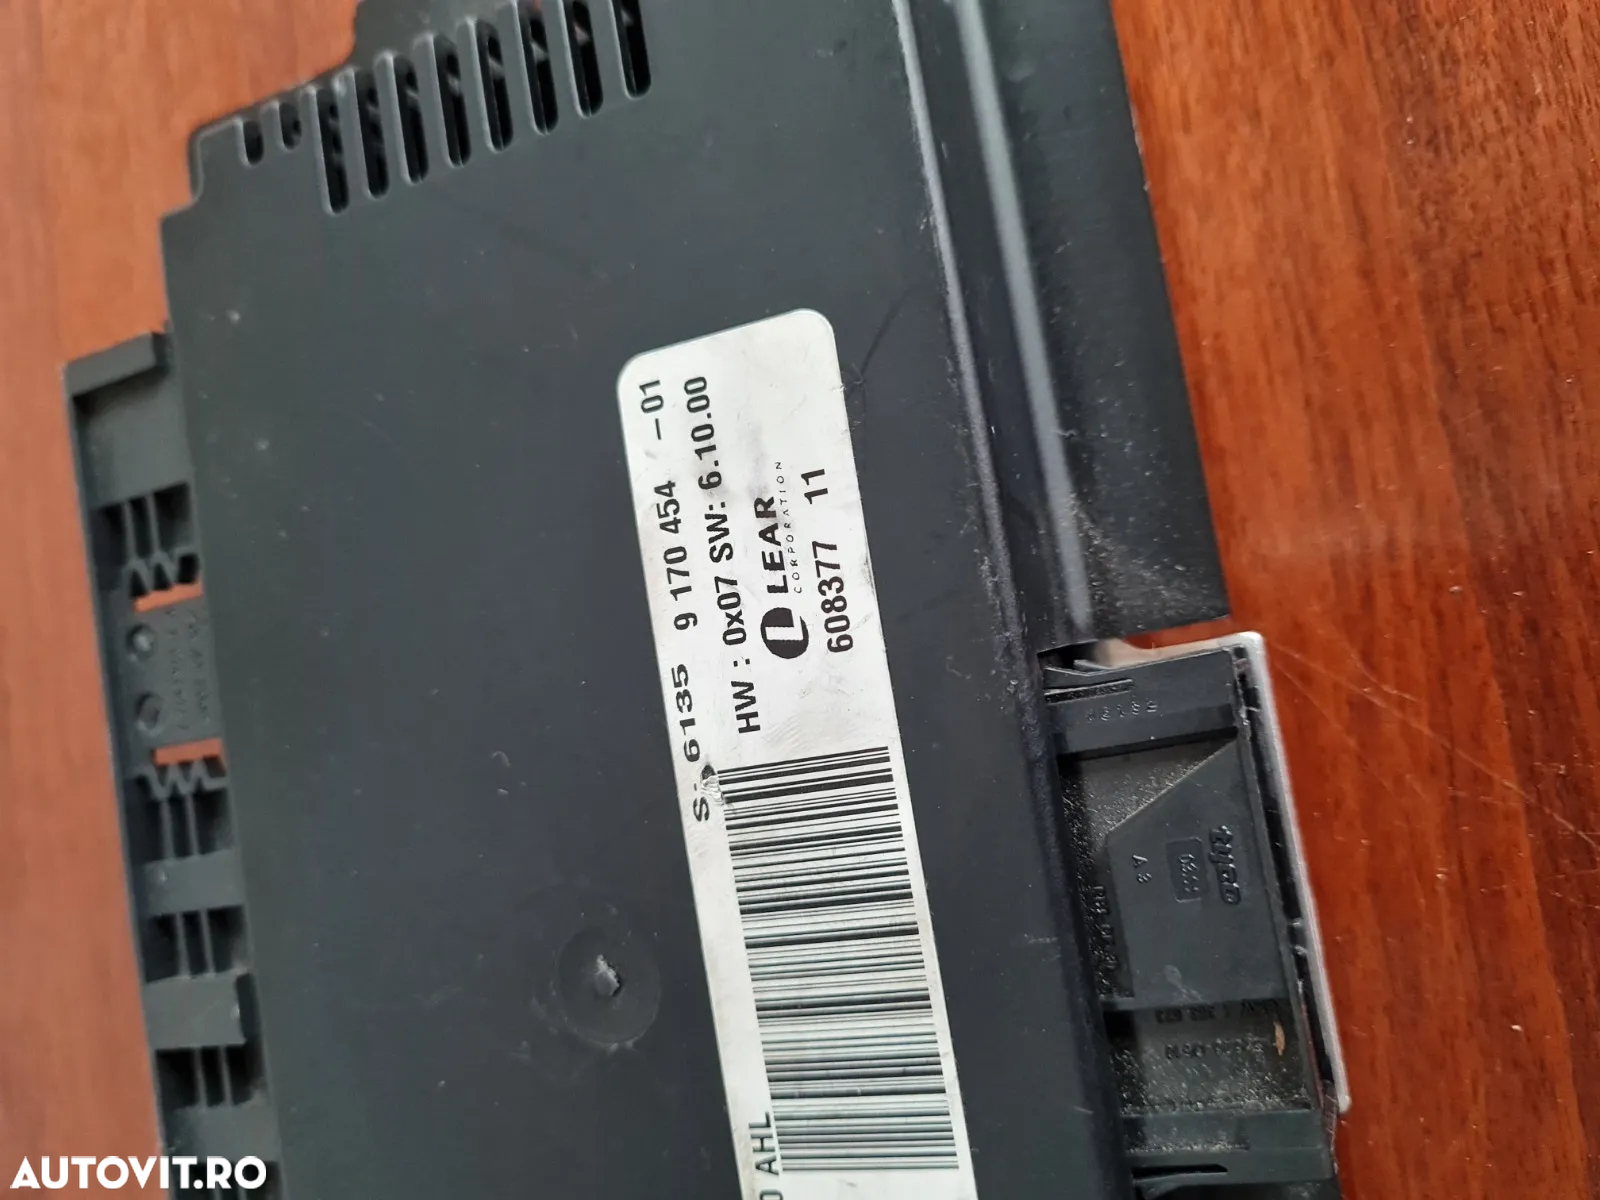 S. 6135 9 170 454 -01
HW : 0x07 SW: 6.10.00
L LEAR
CORPORATION
608377 11
AHL
tyco
A 3
AUTOVIT.RO